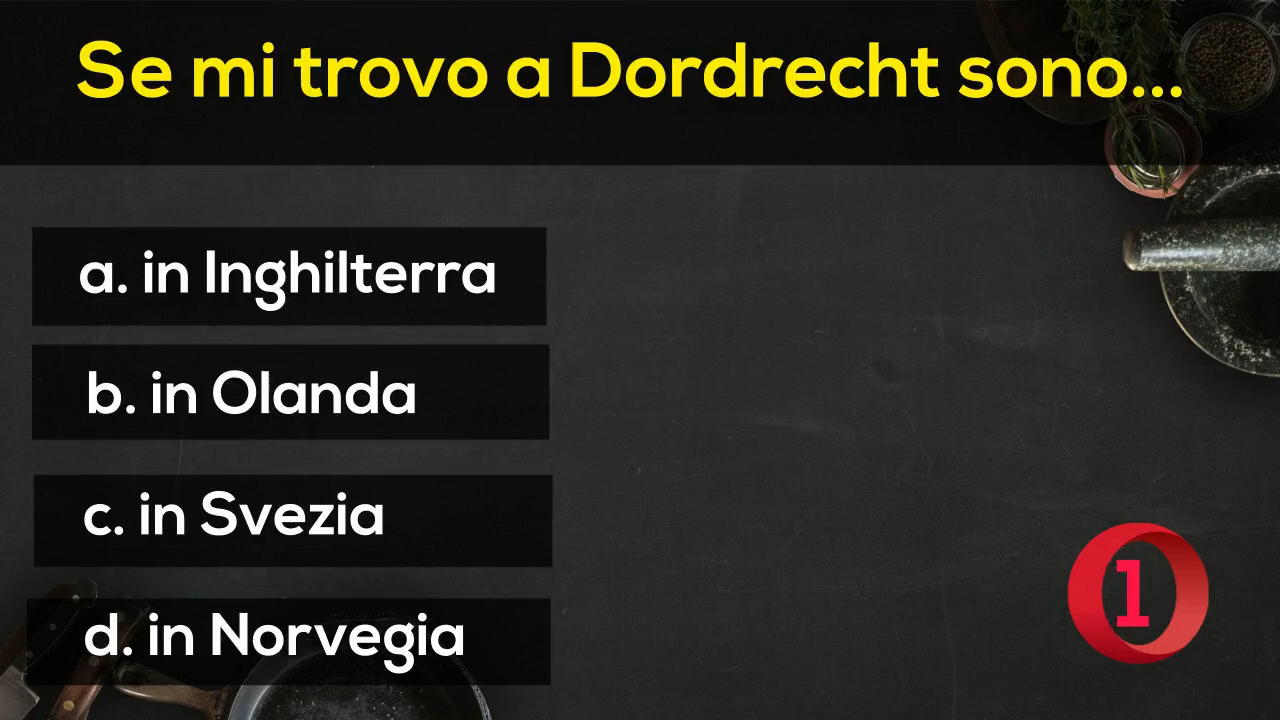 Se mi trovo a Dordrecht sono...
a. in Inghilterra
b. in Olanda
c. in Svezia
d. in Norvegia
1